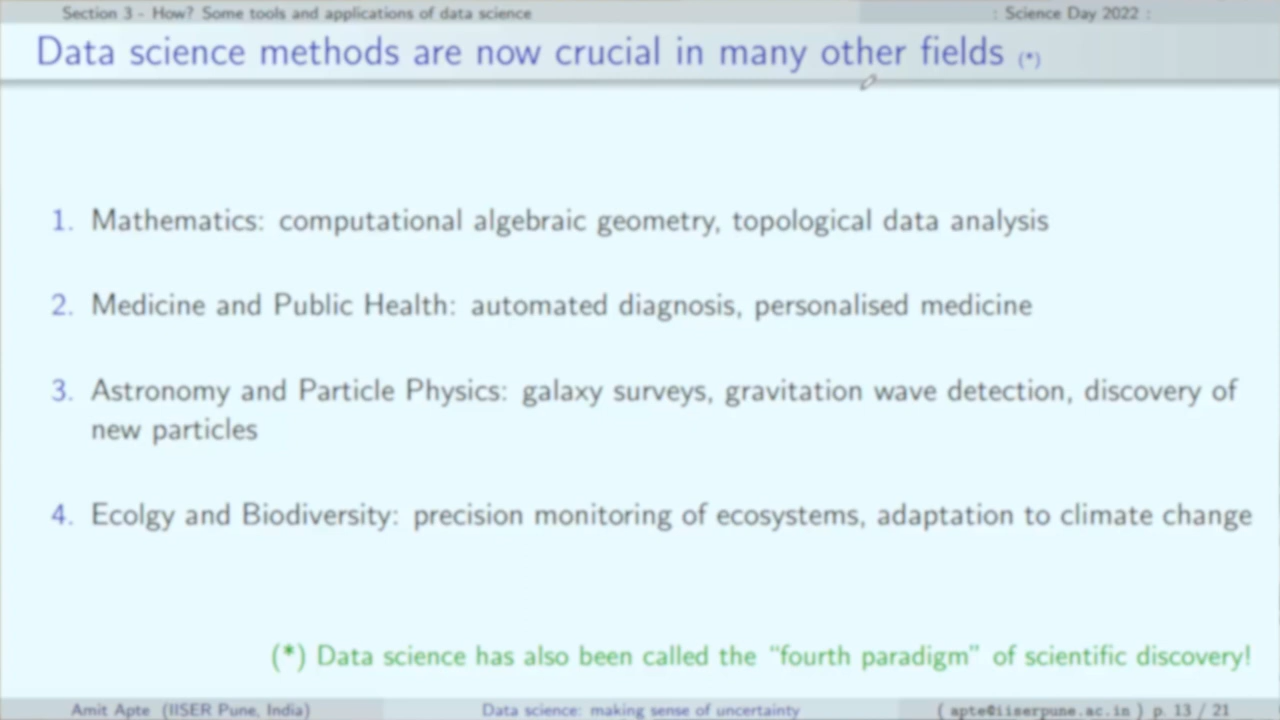 Section 3 - How? Some tools and applications of data science
: Science Day 2022 :
Data science methods are now crucial in many other fields (*)
1. Mathematics: computational algebraic geometry, topological data analysis
2. Medicine and Public Health: automated diagnosis, personalised medicine
3. Astronomy and Particle Physics: galaxy surveys, gravitation wave detection, discovery of
new particles
4. Ecolgy and Biodiversity: precision monitoring of ecosystems, adaptation to climate change
(*) Data science has also been called the “fourth paradigm” of scientific discovery!
Amit Apte (IISER Pune, India)
Data science: making sense of uncertainty
( apte@iiserpune.ac.in ) p. 13 / 21